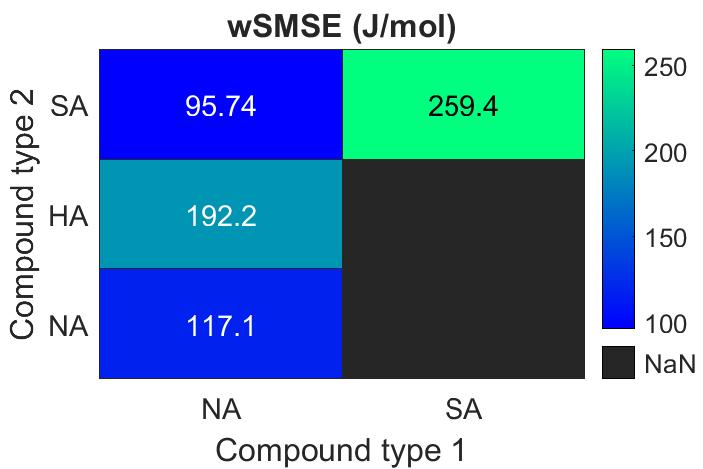 wSMSE (J/mol)
Compound type 2
SA
95.74
259.4
HA
192.2
NA
117.1
NA
SA
Compound type 1
250
200
150
100
NaN